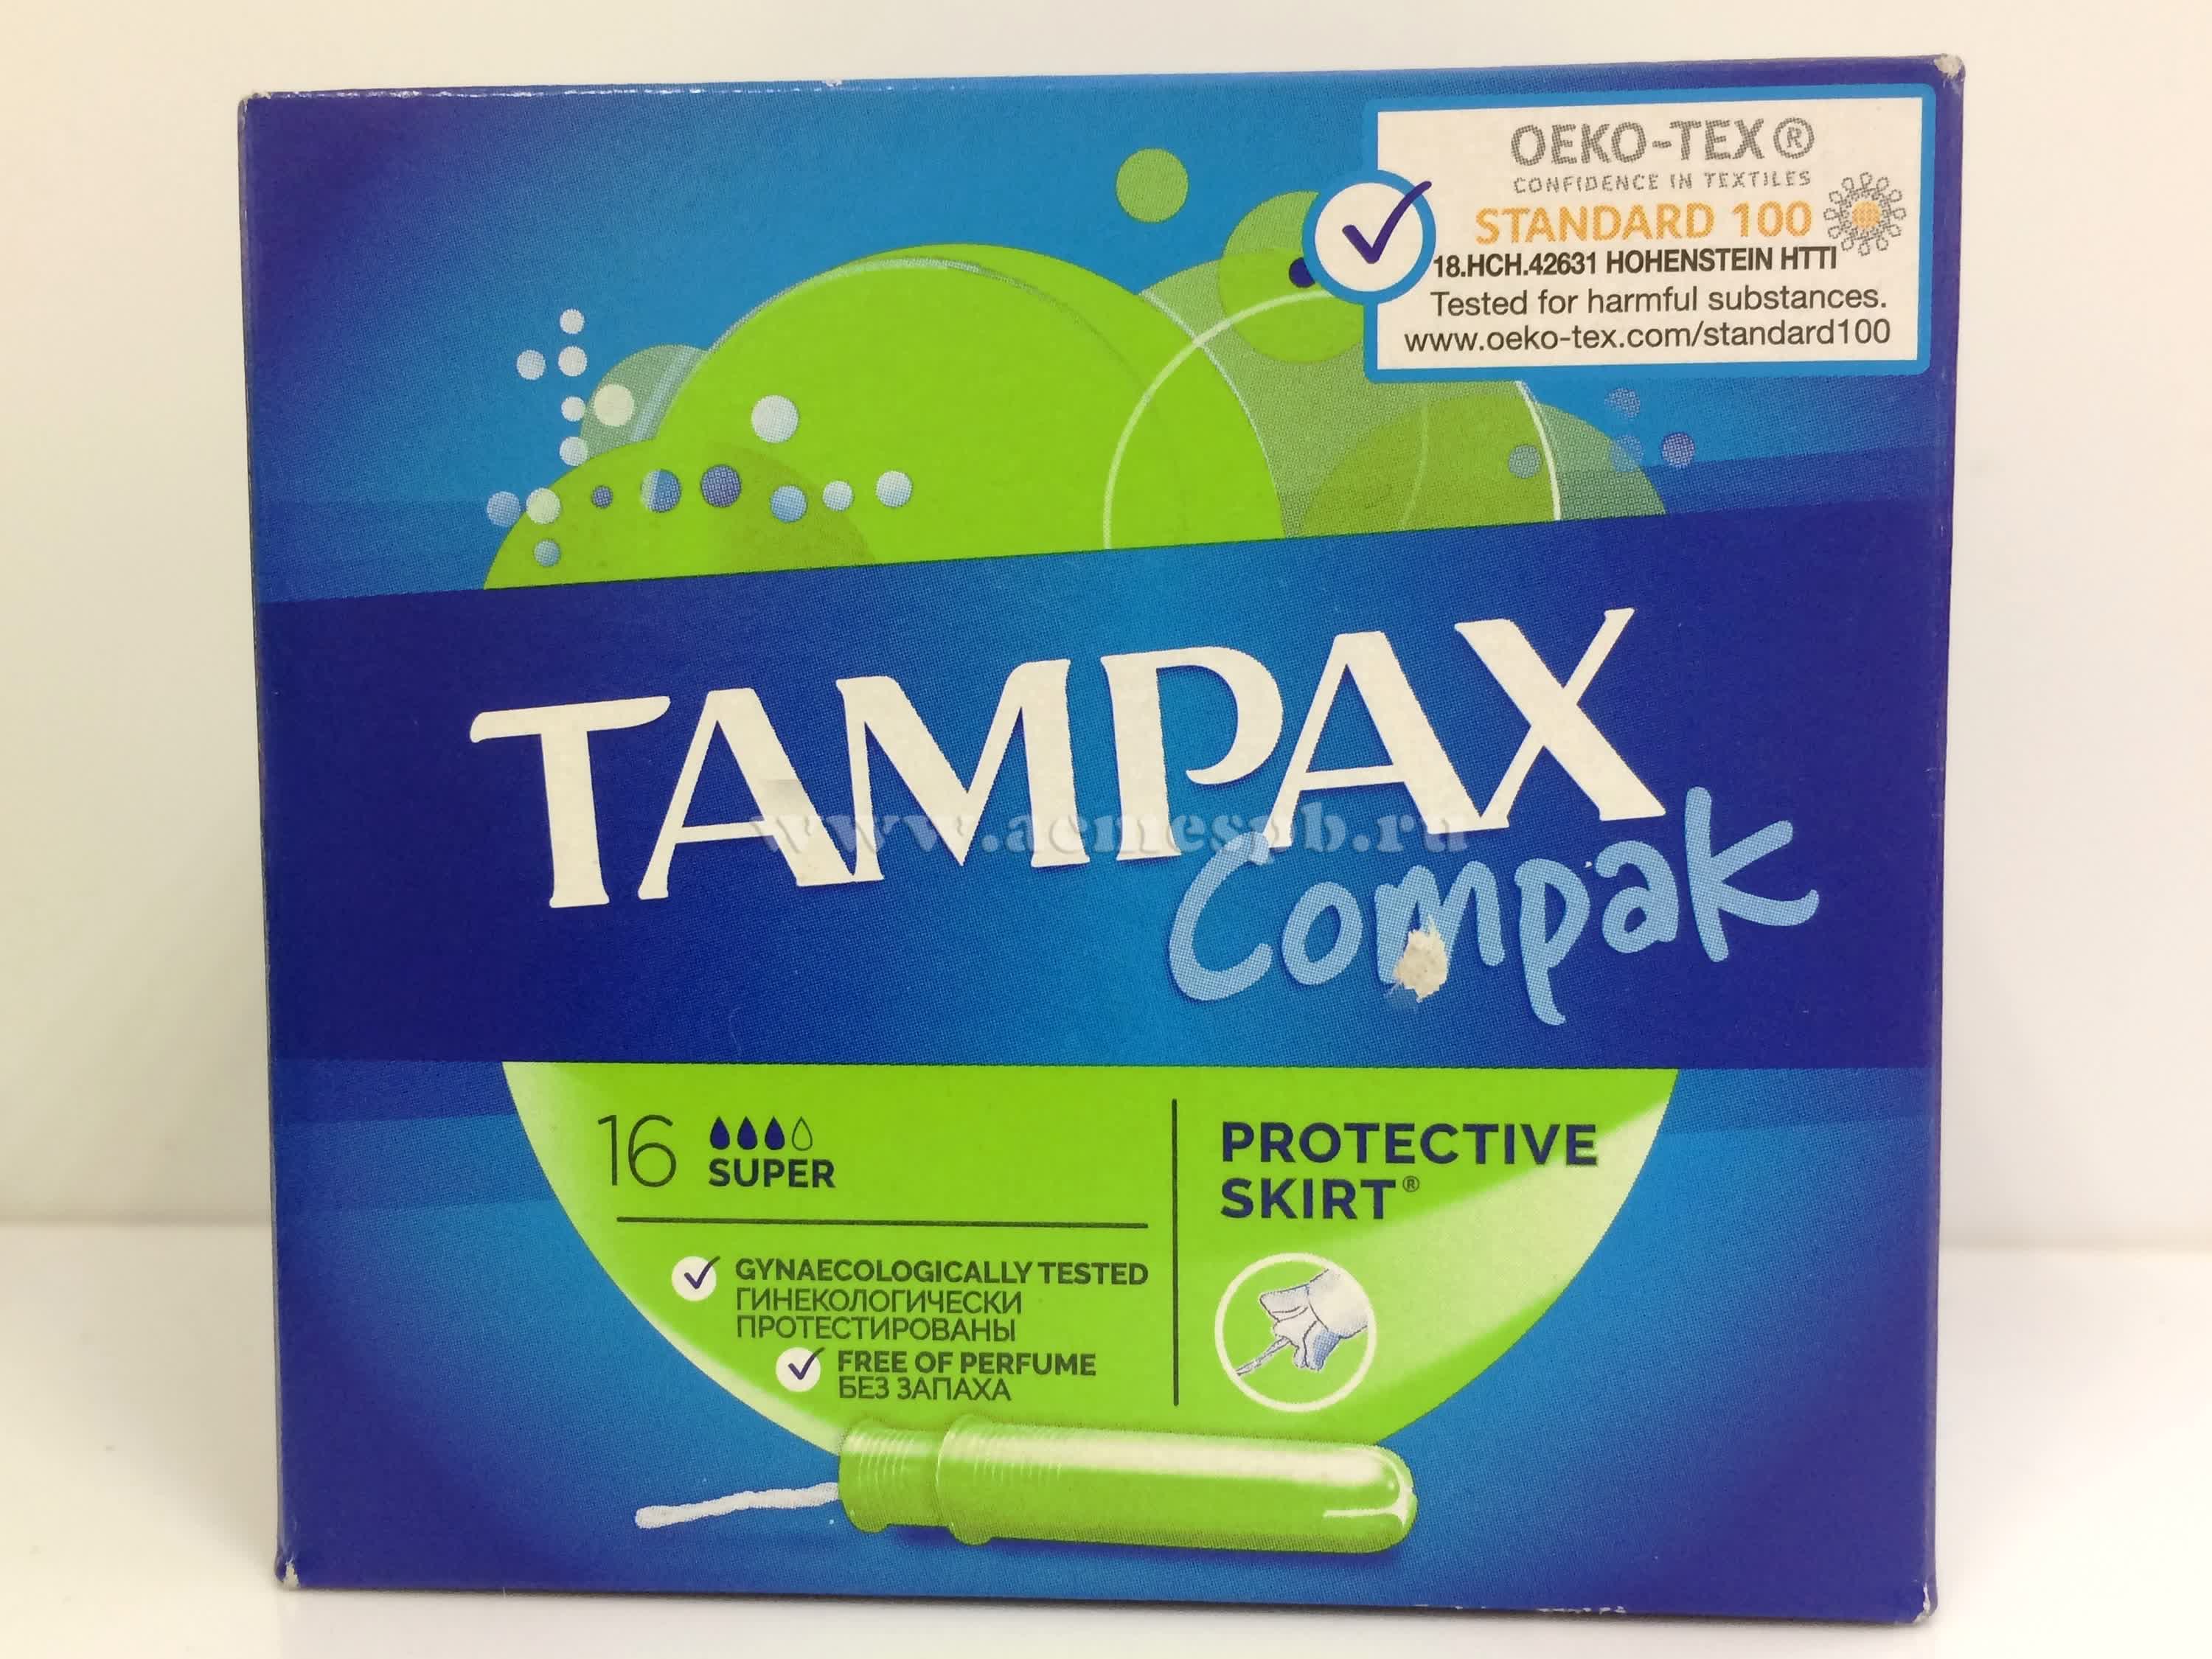 OEKO-TEX®
CONFIDENCE IN TEXTILES
STANDARD 100
18.HCH.42631 HOHENSTEIN HTTI
Tested for harmful substances.
www.oeko-tex.com/standard100
TAMPAX
www.acmespb.ru
Compak
16 SUPER
PROTECTIVE
SKIRT®
GYNAECOLOGICALLY TESTED
ГИНЕКОЛОГИЧЕСКИ
ПРОТЕСТИРОВАНЫ
FREE OF PERFUME
БЕЗ ЗАПАХА